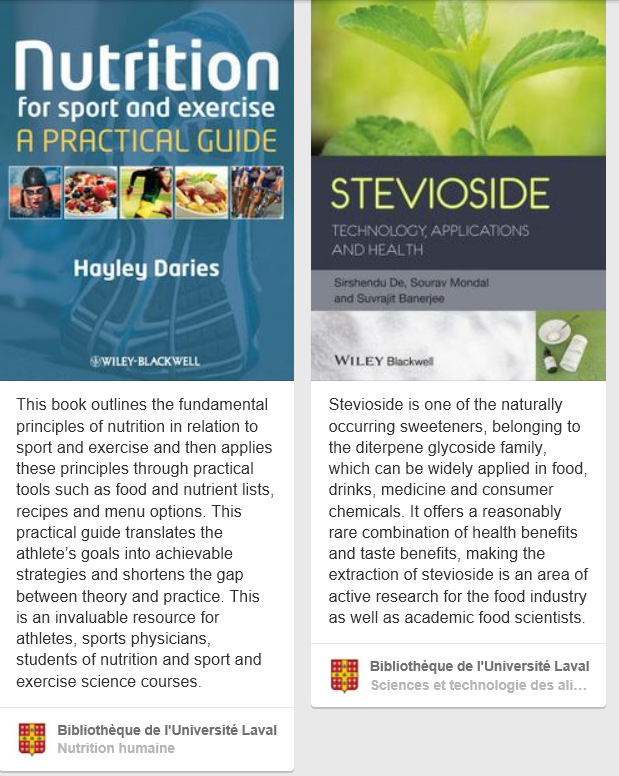 Nutrition
for sport and exercise
A PRACTICAL GUIDE
Hayley Daries
WILEY-BLACKWELL
This book outlines the fundamental
principles of nutrition in relation to
sport and exercise and then applies
these principles through practical
tools such as food and nutrient lists,
recipes and menu options. This
practical guide translates the
athlete’s goals into achievable
strategies and shortens the gap
between theory and practice. This
is an invaluable resource for
athletes, sports physicians,
students of nutrition and sport and
exercise science courses.
Bibliothèque de l'Université Laval
Nutrition humaine
STEVIOSIDE
TECHNOLOGY, APPLICATIONS
AND HEALTH
Sirshendu De, Sourav Mondal
and Suvrajit Banerjee
WILEY Blackwell
Stevioside is one of the naturally
occurring sweeteners, belonging to
the diterpene glycoside family,
which can be widely applied in food,
drinks, medicine and consumer
chemicals. It offers a reasonably
rare combination of health benefits
and taste benefits, making the
extraction of stevioside is an area of
active research for the food industry
as well as academic food scientists.
Bibliothèque de l'Université Laval
Sciences et technologie des ali…